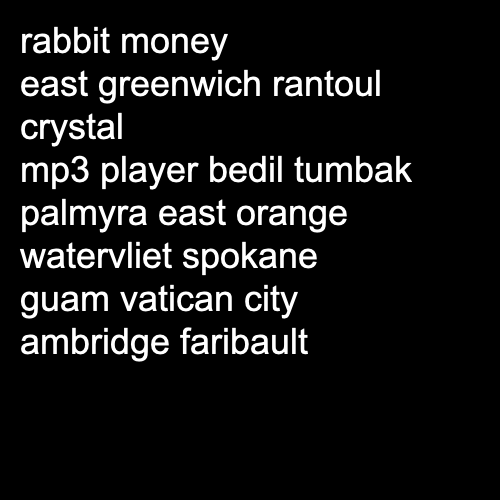 rabbit money
east greenwich rantoul
crystal
mp3 player bedil tumbak
palmyra east orange
watervliet spokane
guam vatican city
ambridge faribault